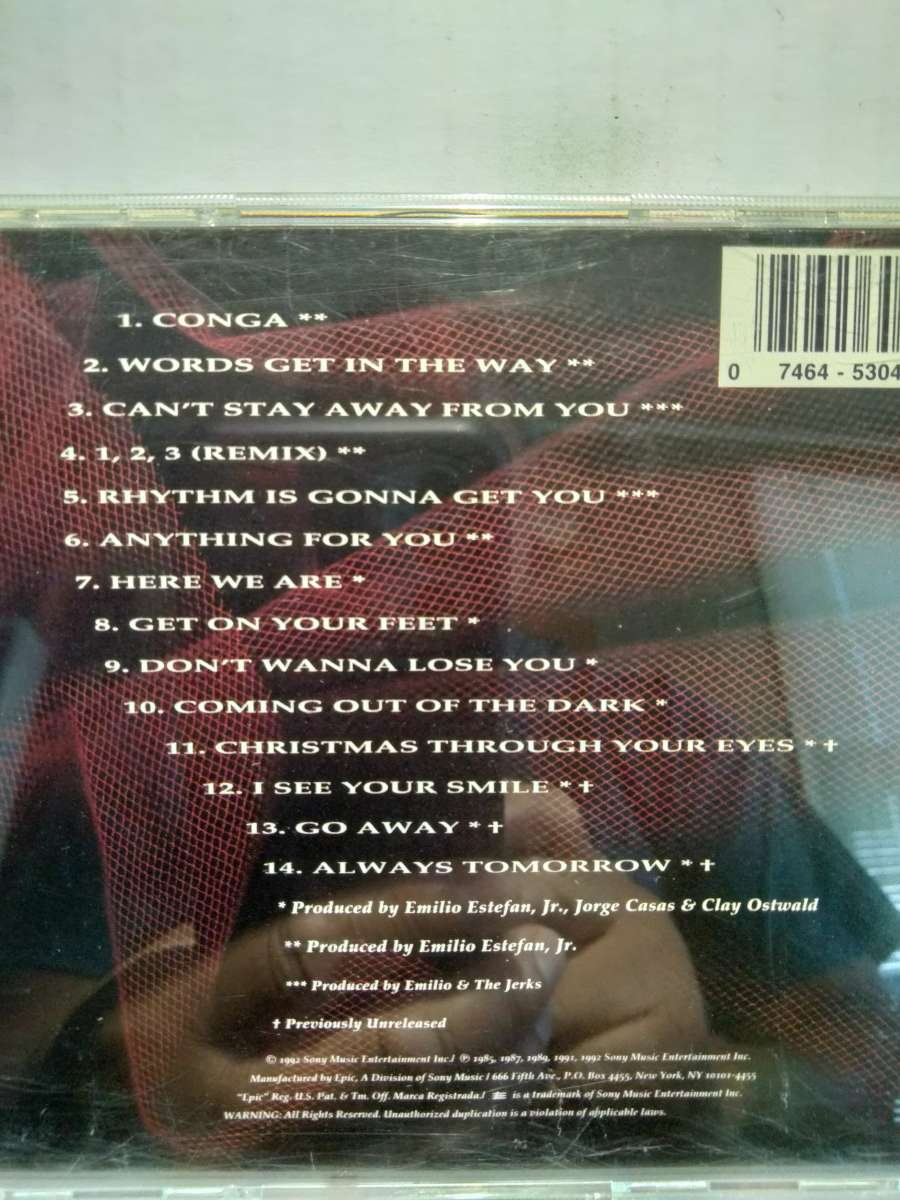 1. CONGA **
2. WORDS GET IN THE WAY **
3. CAN'T STAY AWAY FROM YOU ***
4. 1, 2, 3 (REMIX) **
5. RHYTHM IS GONNA GET YOU ***
6. ANYTHING FOR YOU **
7. HERE WE ARE *
8. GET ON YOUR FEET *
9. DON'T WANNA LOSE YOU *
10. COMING OUT OF THE DARK *
11. CHRISTMAS THROUGH YOUR EYES * †
12. I SEE YOUR SMILE * †
13. GO AWAY * †
14. ALWAYS TOMORROW * †
* Produced by Emilio Estefan, Jr., Jorge Casas & Clay Ostwald
** Produced by Emilio Estefan, Jr.
*** Produced by Emilio & The Jerks
† Previously Unreleased
© 1992 Sony Music Entertainment Inc./ ℗ 1985, 1987, 1989, 1991, 1992 Sony Music Entertainment Inc.
Manufactured by Epic, A Division of Sony Music / 666 Fifth Ave., P.O. Box 4455, New York, NY 10101-4455
"Epic" Reg. U.S. Pat. & Tm. Off. Marca Registrada./ is a trademark of Sony Music Entertainment Inc.
WARNING: All Rights Reserved. Unauthorized duplication is a violation of applicable laws.
0 7464 - 5304